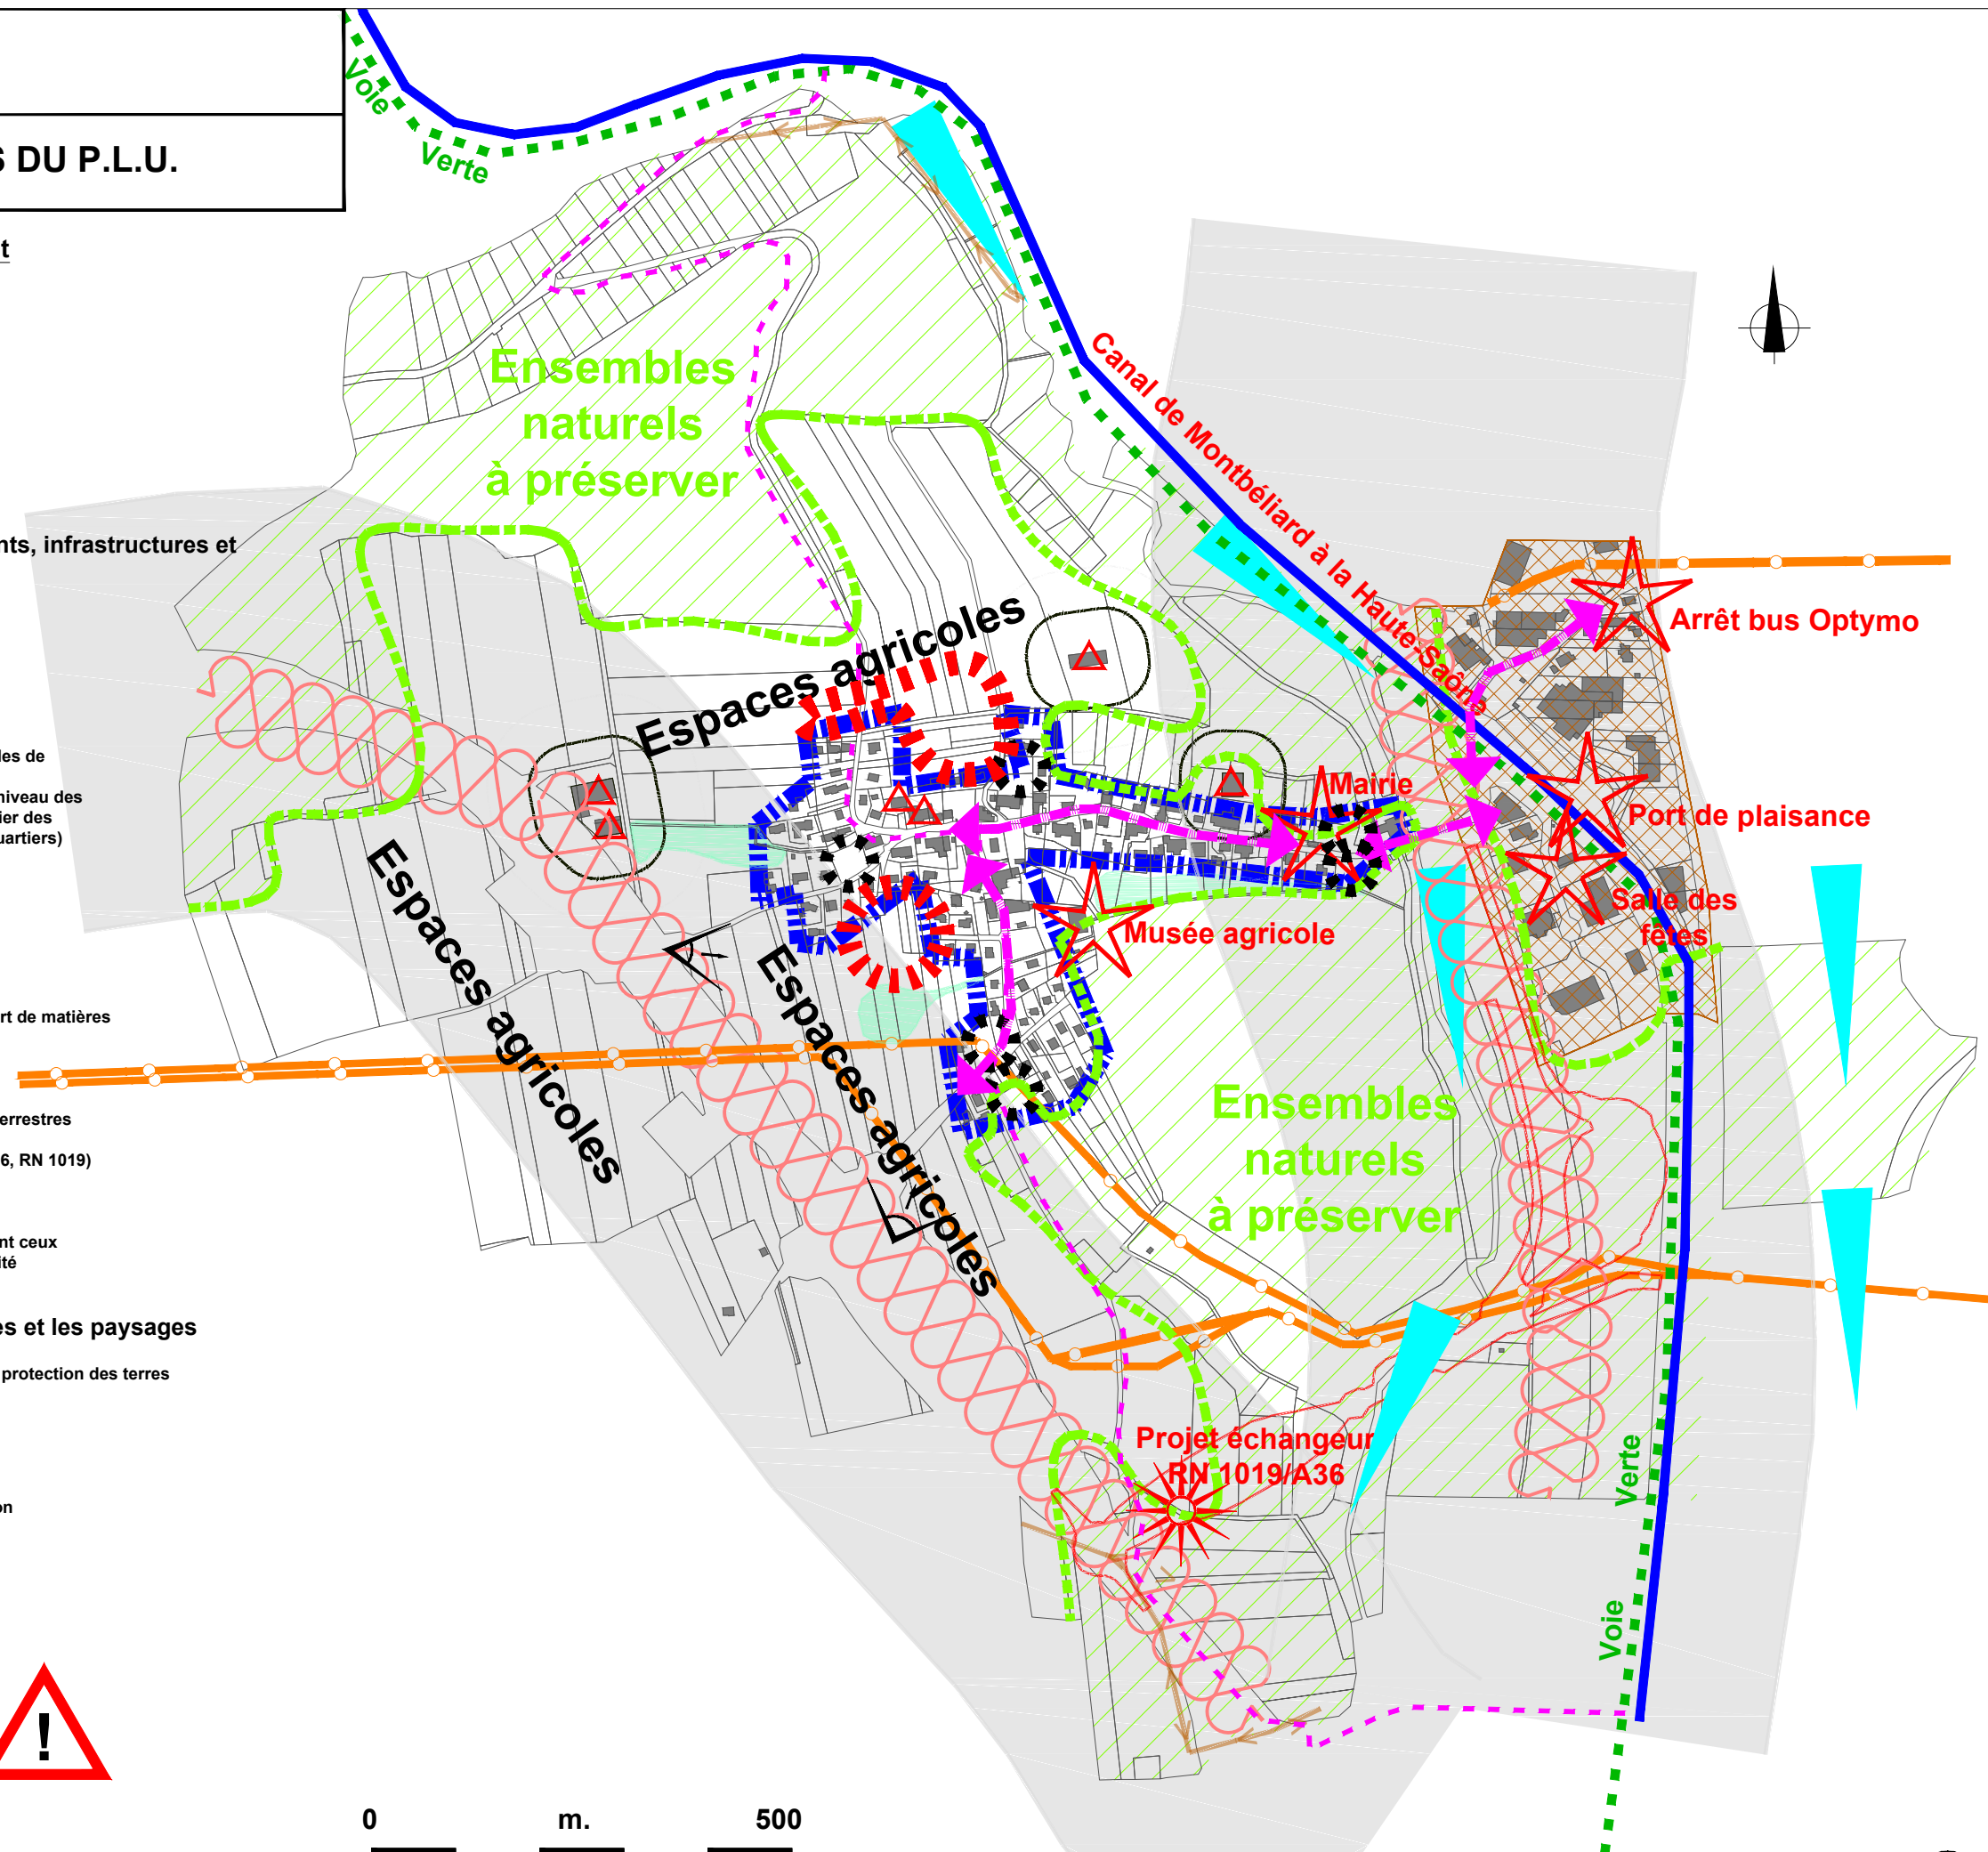 S DU P.L.U.
t
nts, infrastructures et
les de
niveau des
ier des
uartiers)
rt de matières
errestres
6, RN 1019)
nt ceux
ité
es et les paysages
protection des terres
on
!
0 m. 500
Voie
Verte
Ensembles
naturels
à préserver
Canal de Montbéliard à la Haute-Saône
Arrêt bus Optymo
Espaces agricoles
Mairie
Port de plaisance
Salle des
fêtes
Musée agricole
Espaces agricoles
Espaces agricoles
Ensembles
naturels
à préserver
Projet échangeur
RN 1019/A36
Verte
Voie